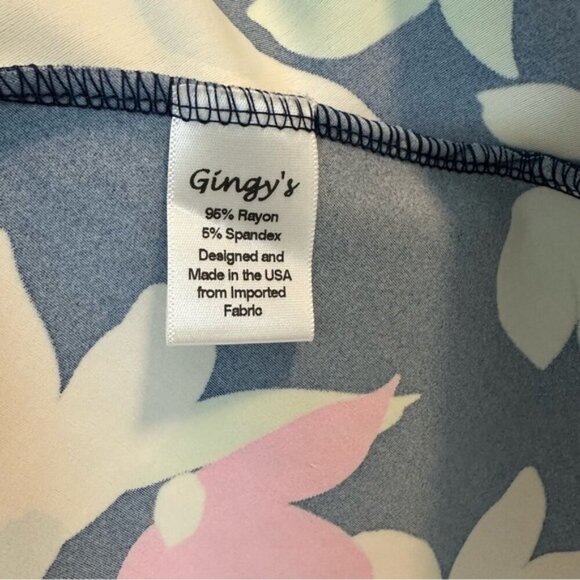 Gingy's
95% Rayon
5% Spandex
Designed and
Made in the USA
from Imported
Fabric